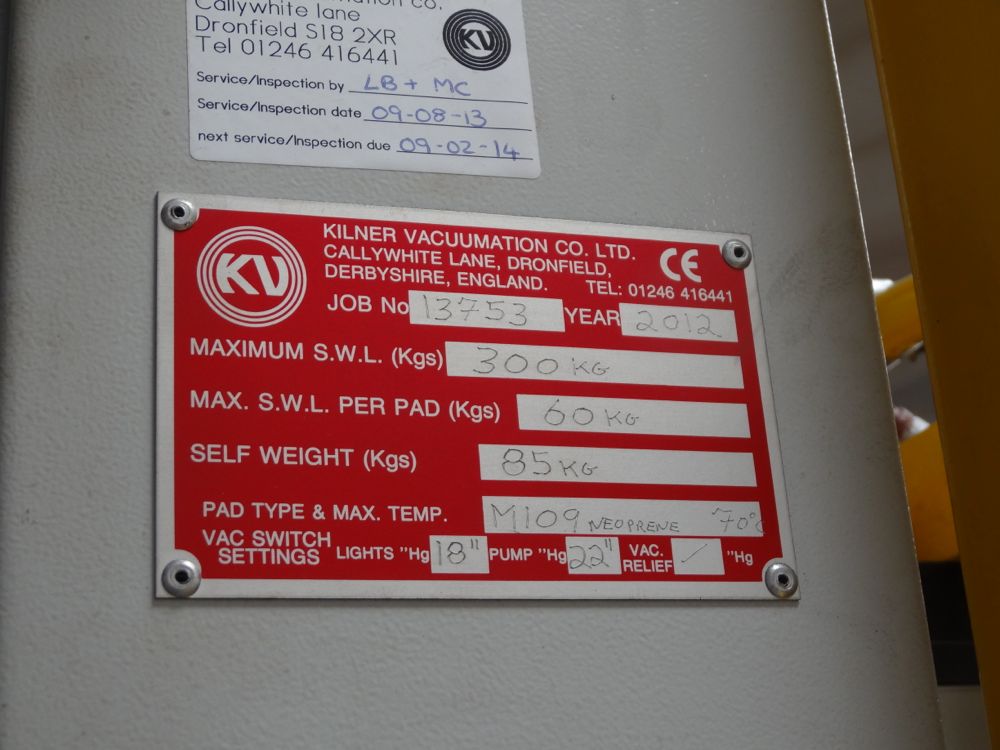 co.
Callywhite lane
Dronfield S18 2XR
Tel 01246 416441
KV
Service/Inspection by LB + MC
Service/Inspection date 09-08-13
next service/Inspection due 09-02-14
KV
KILNER VACUUMATION CO. LTD.
CALLYWHITE LANE, DRONFIELD,
DERBYSHIRE, ENGLAND. TEL: 01246 416441
CE
JOB No 13753 YEAR 2012
MAXIMUM S.W.L. (Kgs) 300 KG
MAX. S.W.L. PER PAD (Kgs) 60 KG
SELF WEIGHT (Kgs) 85 KG
PAD TYPE & MAX. TEMP. M109 NEOPRENE 70°C
VAC SWITCH SETTINGS LIGHTS "Hg 18" PUMP "Hg 22" VAC. RELIEF / "Hg